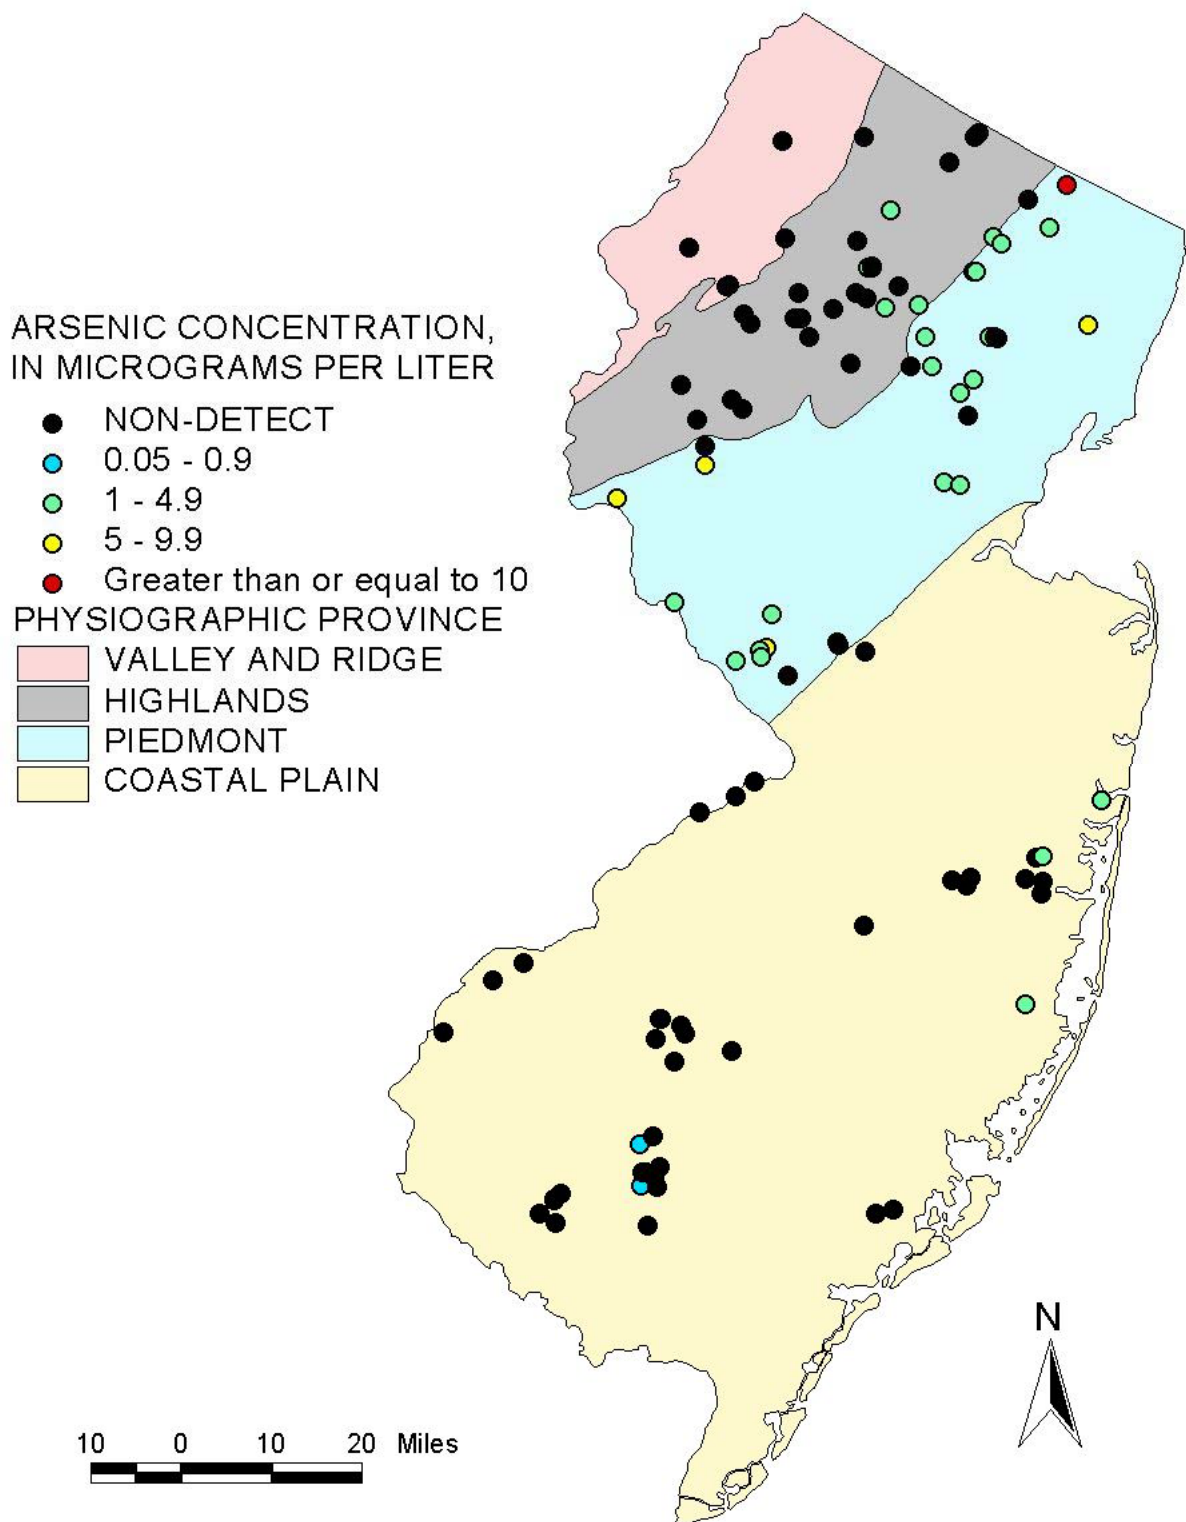 ARSENIC CONCENTRATION,
IN MICROGRAMS PER LITER
NON-DETECT
0.05 - 0.9
1 - 4.9
5 - 9.9
Greater than or equal to 10
PHYSIOGRAPHIC PROVINCE
VALLEY AND RIDGE
HIGHLANDS
PIEDMONT
COASTAL PLAIN
N
10 0 10 20 Miles